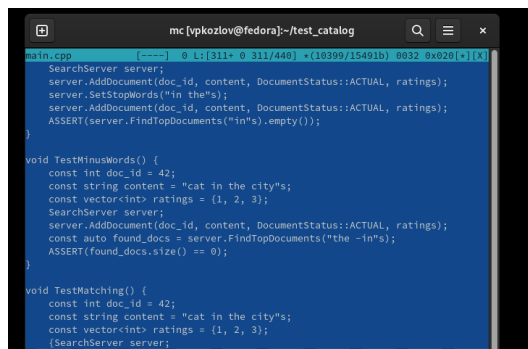 mc [vpkozlov@fedora]:~/test_catalog
main.cpp [----] 0 L:[311+ 0 311/440] *(10399/15491b) 0032 0x020[*][X]
SearchServer server;
server.AddDocument(doc_id, content, DocumentStatus::ACTUAL, ratings);
server.SetStopWords("in the"s);
server.AddDocument(doc_id, content, DocumentStatus::ACTUAL, ratings);
ASSERT(server.FindTopDocuments("in"s).empty());
}
void TestMinusWords() {
const int doc_id = 42;
const string content = "cat in the city"s;
const vector<int> ratings = {1, 2, 3};
SearchServer server;
server.AddDocument(doc_id, content, DocumentStatus::ACTUAL, ratings);
const auto found_docs = server.FindTopDocuments("the -in"s);
ASSERT(found_docs.size() == 0);
}
void TestMatching() {
const int doc_id = 42;
const string content = "cat in the city"s;
const vector<int> ratings = {1, 2, 3};
{SearchServer server;